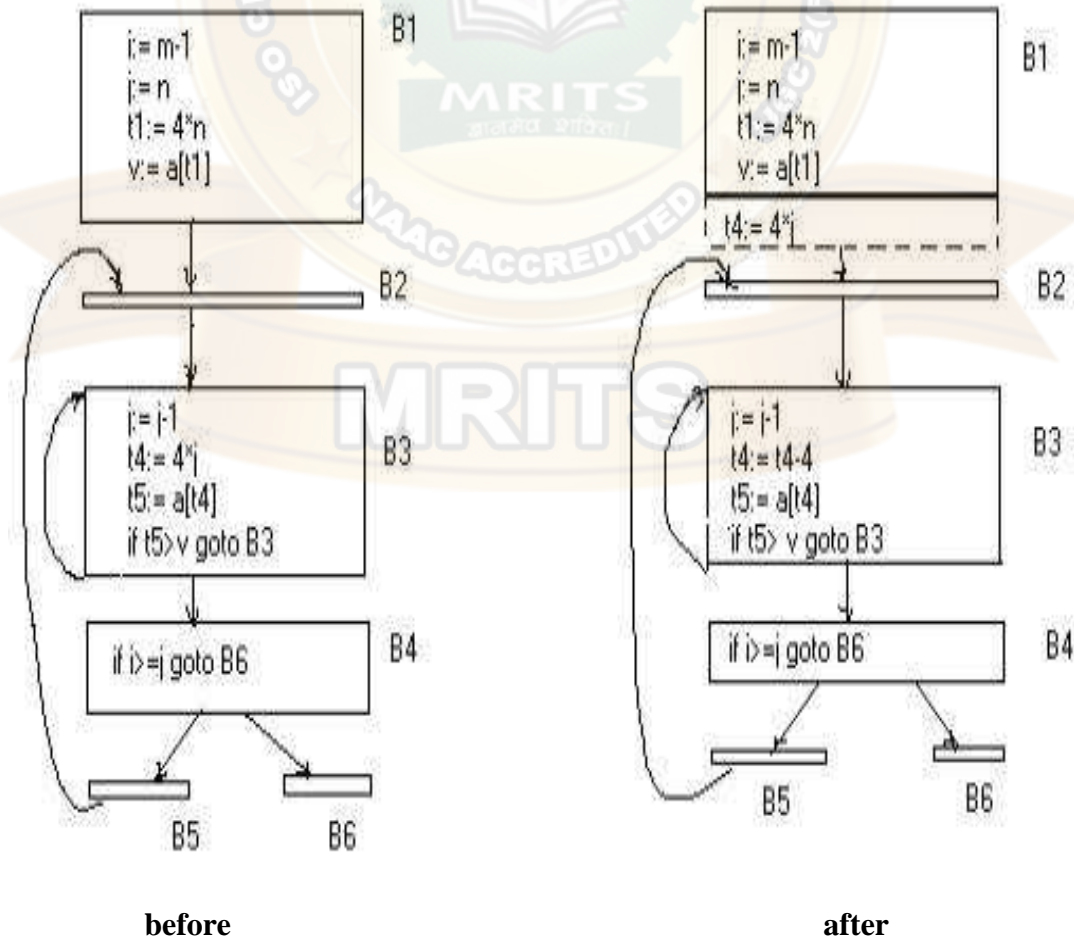 B1
i:= m-1
j:= n
t1:= 4*n
v:= a[t1]
B2
j:= j-1
t4:= 4*j
t5:= a[t4]
if t5>v goto B3
B3
if i>=j goto B6
B4
B5
B6
before
B1
i:= m-1
j:= n
t1:= 4*n
v:= a[t1]
t4:= 4*j
B2
j:= j-1
t4:= t4-4
t5:= a[t4]
if t5> v goto B3
B3
if i>=j goto B6
B4
B5
B6
after
MRITS
NAAC ACCREDITED
MRITS